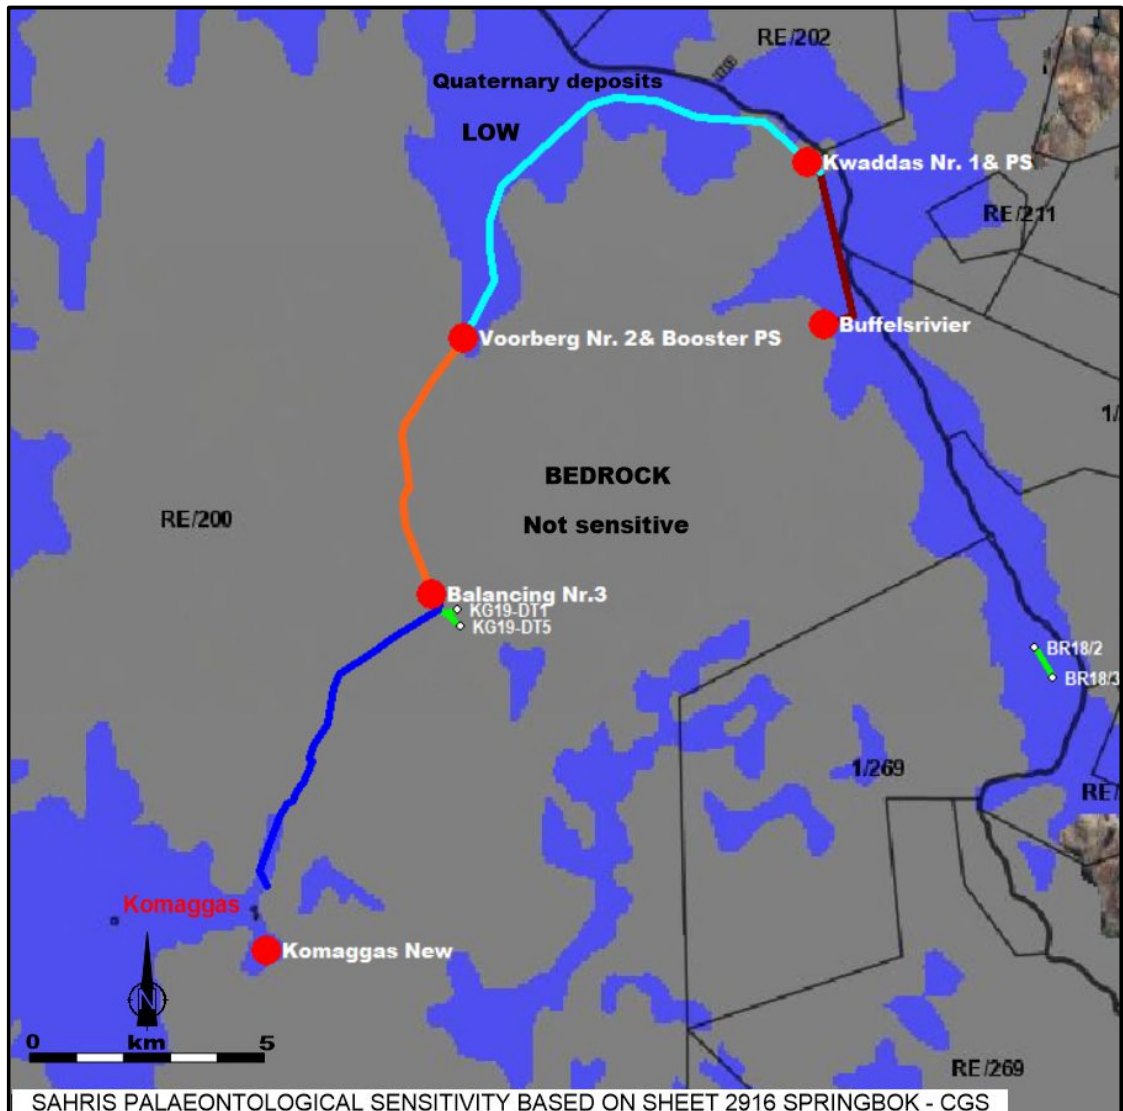 RE/202
Quaternary deposits
LOW
Kwaddas Nr. 1& PS
RE/211
Buffelsrivier
Voorberg Nr. 2& Booster PS
1/
BEDROCK
RE/200
Not sensitive
Balancing Nr.3
KG19-DT1
KG19-DT5
BR18/2
BR18/3
1/269
RE/
Komaggas
Komaggas New
N
0 km 5
RE/269
SAHRIS PALAEONTOLOGICAL SENSITIVITY BASED ON SHEET 2916 SPRINGBOK - CGS